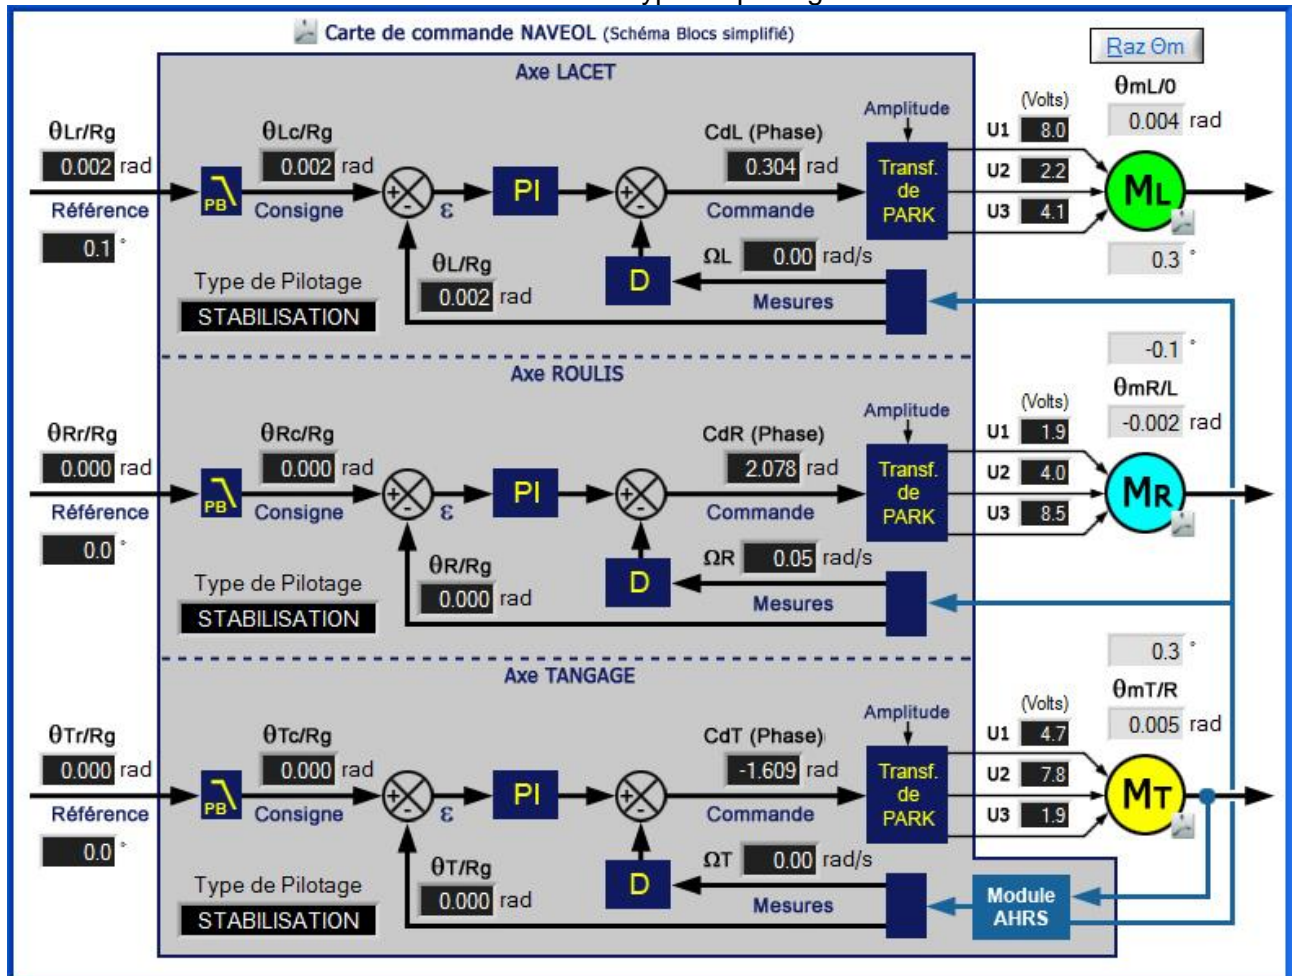 Carte de commande NAVEOL (Schéma Blocs simplifié)
Raz Θm
Axe LACET
θmL/0
0.004 rad
(Volts)
Amplitude
θLr/Rg
θLc/Rg
CdL (Phase)
U1 8.0
0.002 rad
0.002 rad
0.304 rad
PB
PI
Transf. de PARK
U2 2.2
ML
Référence
Consigne
ε
Commande
U3 4.1
0.1 °
ΩL 0.00 rad/s
0.3 °
θL/Rg
D
Type de Pilotage
0.002 rad
Mesures
STABILISATION
-0.1 °
Axe ROULIS
θmR/L
(Volts)
Amplitude
-0.002 rad
θRr/Rg
θRc/Rg
CdR (Phase)
U1 1.9
0.000 rad
0.000 rad
2.078 rad
PB
PI
Transf. de PARK
U2 4.0
MR
Référence
Consigne
ε
Commande
U3 8.5
0.0 °
ΩR 0.05 rad/s
θR/Rg
D
Type de Pilotage
0.000 rad
Mesures
STABILISATION
0.3 °
Axe TANGAGE
θmT/R
(Volts)
Amplitude
0.005 rad
θTr/Rg
θTc/Rg
CdT (Phase)
U1 4.7
0.000 rad
0.000 rad
-1.609 rad
PB
PI
Transf. de PARK
U2 7.8
MT
Référence
Consigne
ε
Commande
U3 1.9
0.0 °
ΩT 0.00 rad/s
θT/Rg
D
Type de Pilotage
0.000 rad
Mesures
Module AHRS
STABILISATION